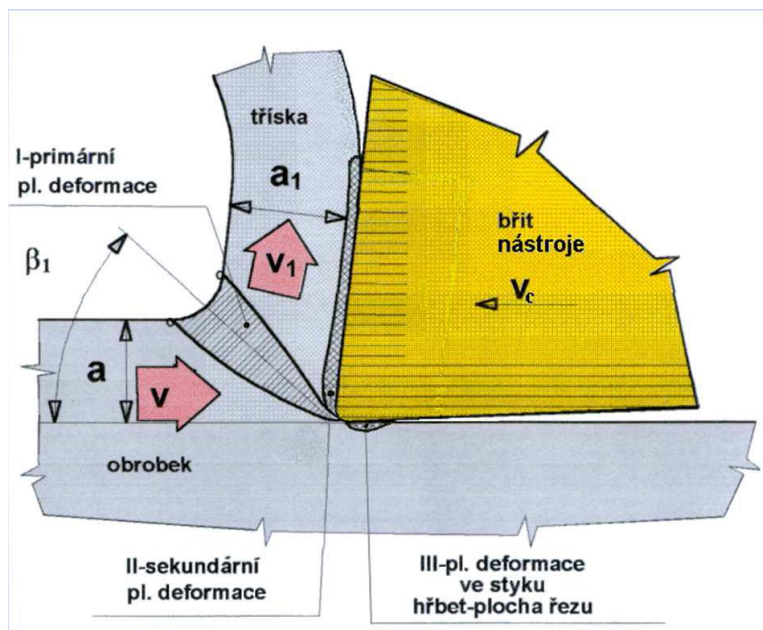 tříska
I-primární
pl. deformace
a1
břit
nástroje
β1
v1
vc
a
v
obrobek
II-sekundární
pl. deformace
III-pl. deformace
ve styku
hřbet-plocha řezu